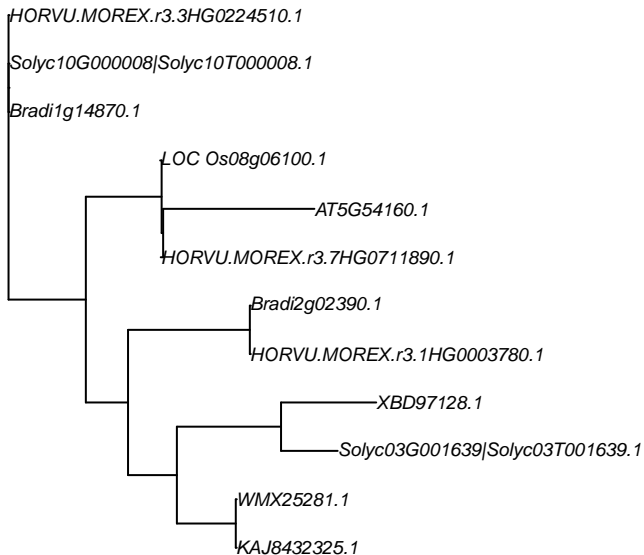 HORVU.MOREX.r3.3HG0224510.1
Solyc10G000008|Solyc10T000008.1
Bradi1g14870.1
LOC Os08g06100.1
AT5G54160.1
HORVU.MOREX.r3.7HG0711890.1
Bradi2g02390.1
HORVU.MOREX.r3.1HG0003780.1
XBD97128.1
Solyc03G001639|Solyc03T001639.1
WMX25281.1
KAJ8432325.1